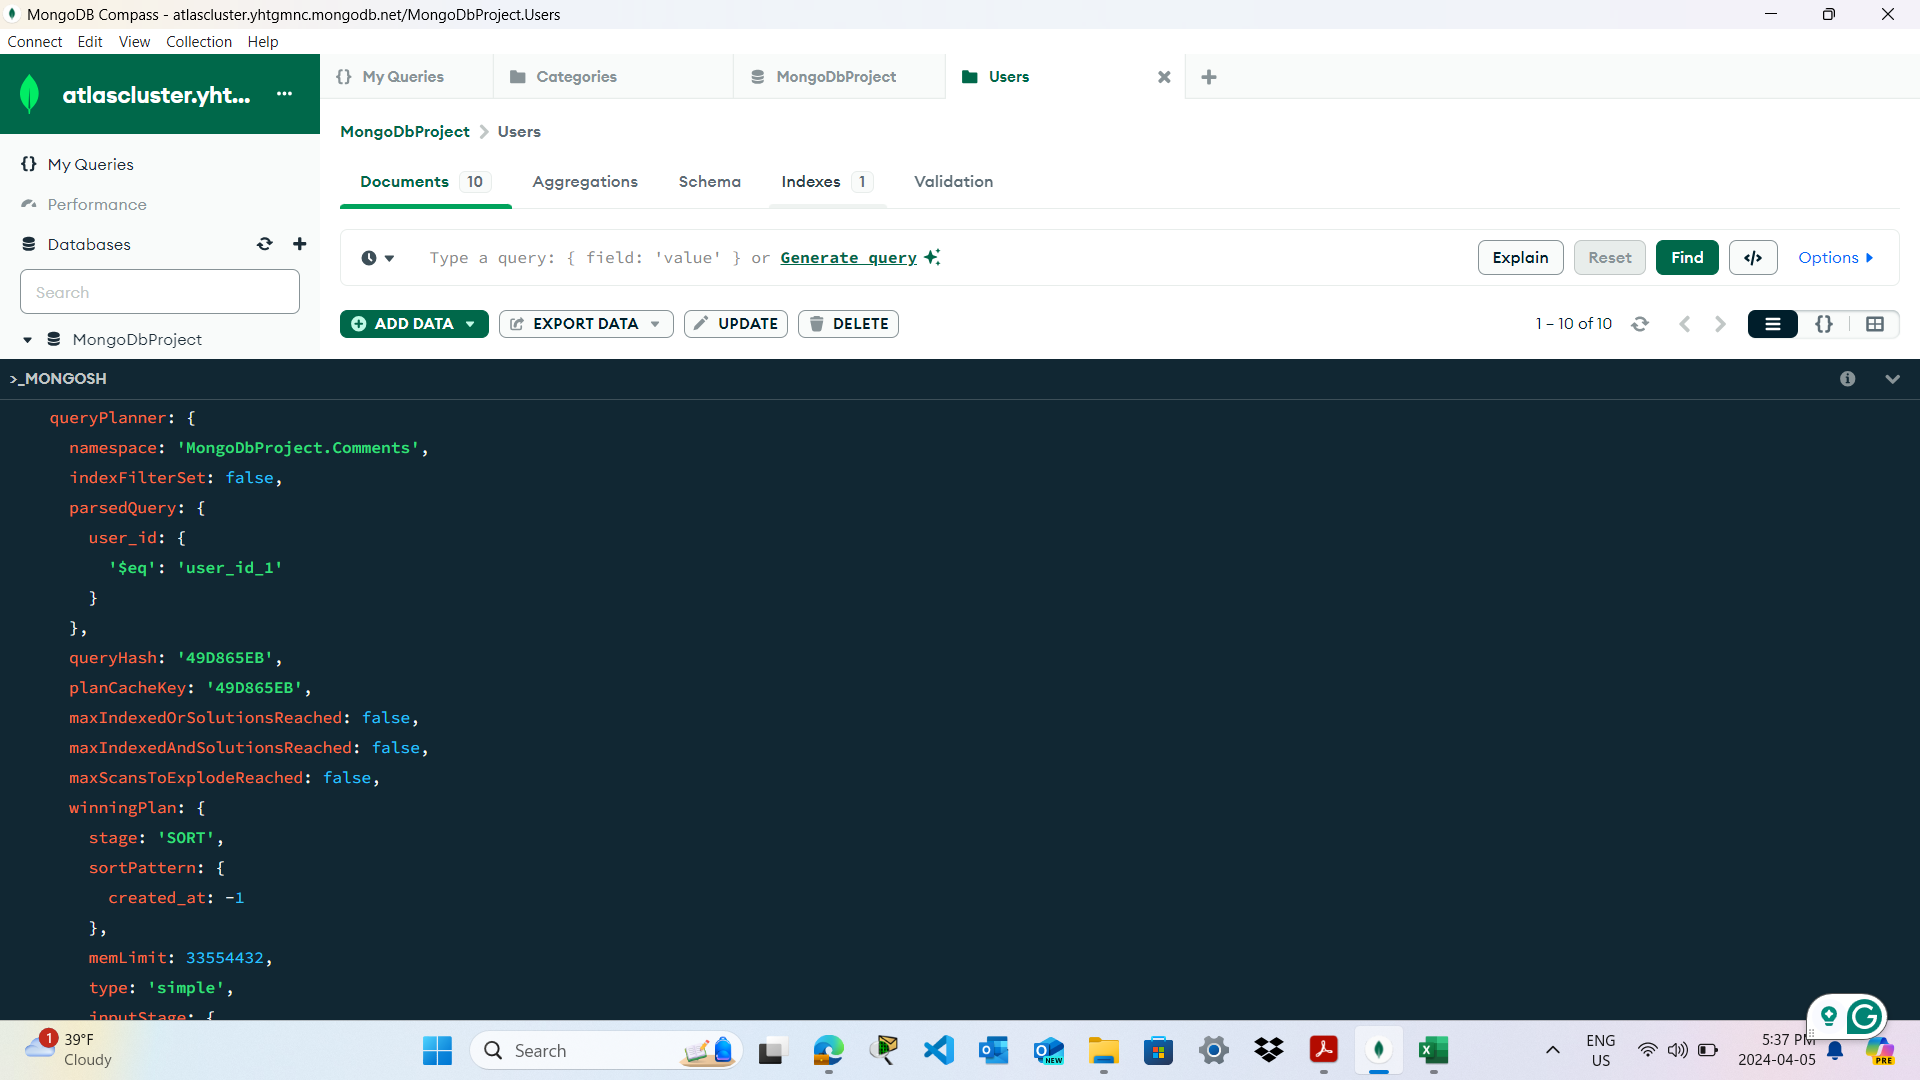 MongoDB Compass - atlascluster.yhtgmnc.mongodb.net/MongoDbProject.Users
Connect Edit View Collection Help
atlascluster.yht... ...
{} My Queries
Categories
MongoDbProject
Users
MongoDbProject > Users
{} My Queries
Performance
Databases
Search
MongoDbProject
Documents 10 Aggregations Schema Indexes 1 Validation
Type a query: { field: 'value' } or Generate query
Explain Reset Find </> Options
ADD DATA EXPORT DATA UPDATE DELETE
1 – 10 of 10 {}
>_MONGOSH
queryPlanner: {
namespace: 'MongoDbProject.Comments',
indexFilterSet: false,
parsedQuery: {
user_id: {
'$eq': 'user_id_1'
}
},
queryHash: '49D865EB',
planCacheKey: '49D865EB',
maxIndexedOrSolutionsReached: false,
maxIndexedAndSolutionsReached: false,
maxScansToExplodeReached: false,
winningPlan: {
stage: 'SORT',
sortPattern: {
created_at: -1
},
memLimit: 33554432,
type: 'simple',
inputStage: {
1 39°F
Cloudy
Search
NEW
ENG
US
5:37 PM
2024-04-05
PRE